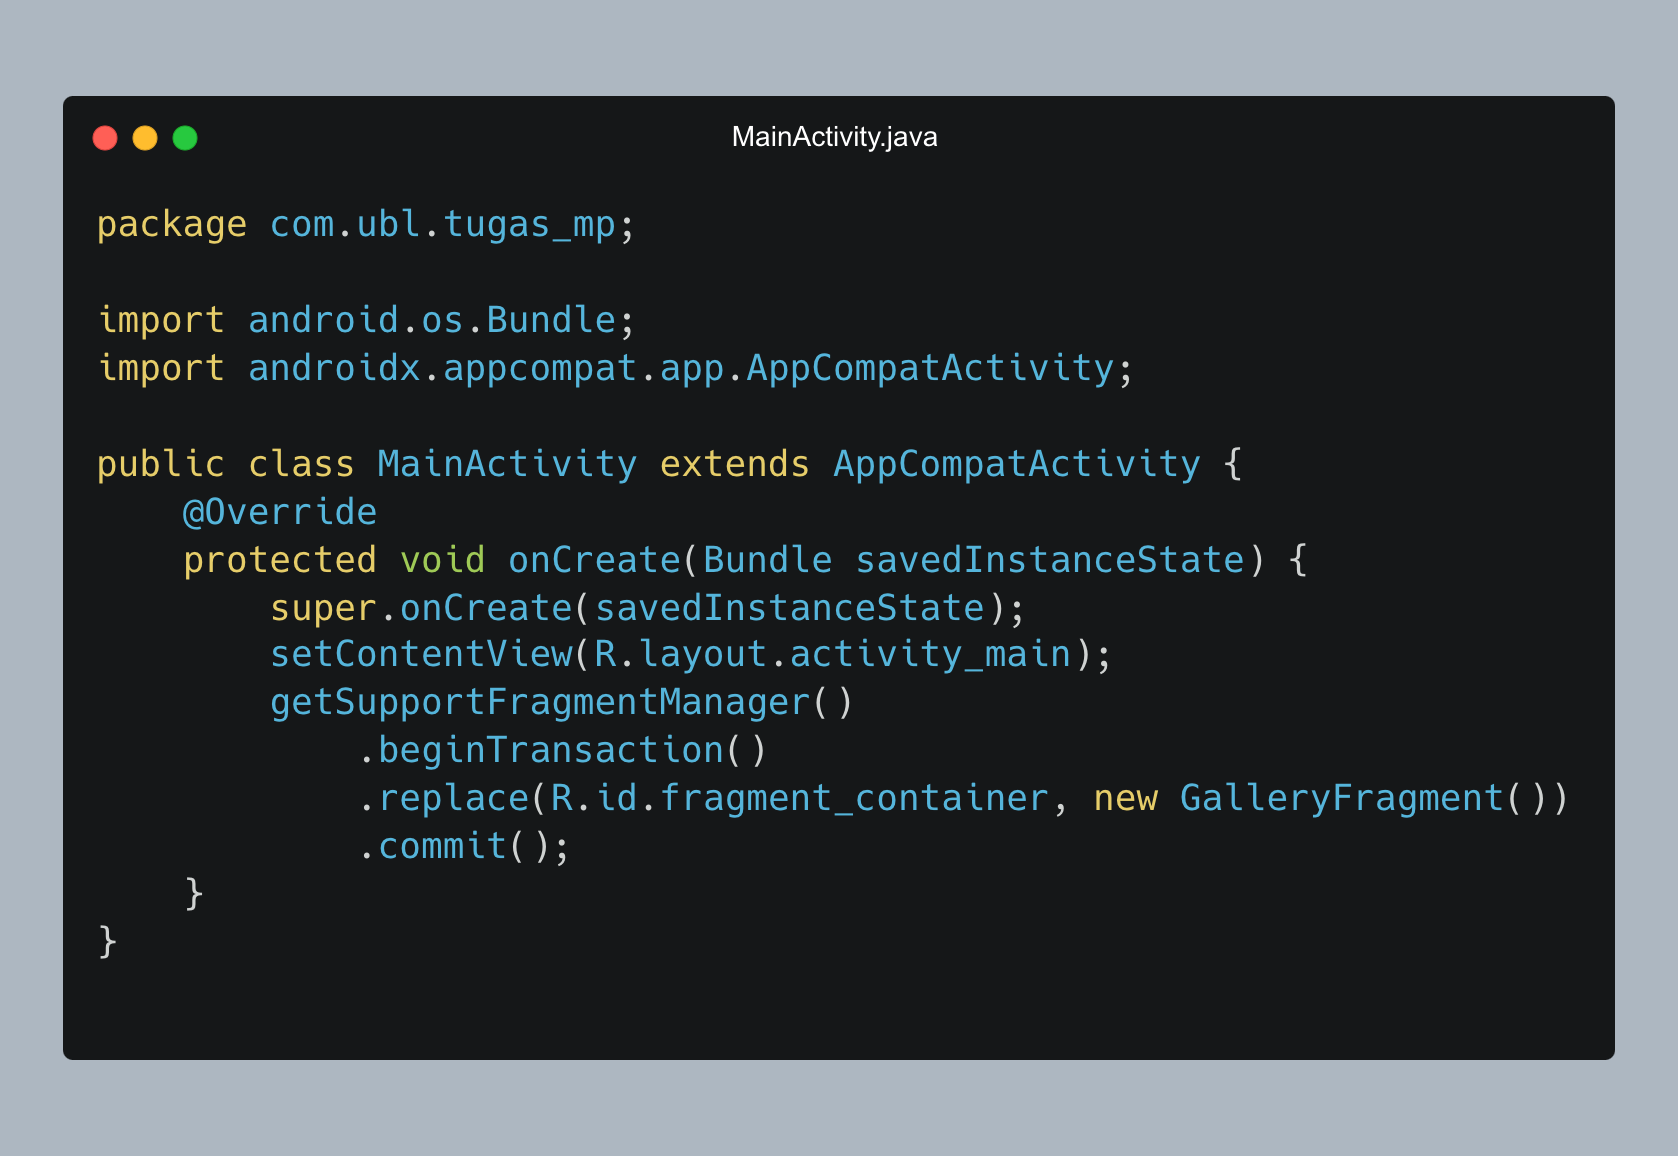 MainActivity.java
package com.ubl.tugas_mp;
import android.os.Bundle;
import androidx.appcompat.app.AppCompatActivity;
public class MainActivity extends AppCompatActivity {
    @Override
    protected void onCreate(Bundle savedInstanceState) {
        super.onCreate(savedInstanceState);
        setContentView(R.layout.activity_main);
        getSupportFragmentManager()
            .beginTransaction()
            .replace(R.id.fragment_container, new GalleryFragment())
            .commit();
    }
}